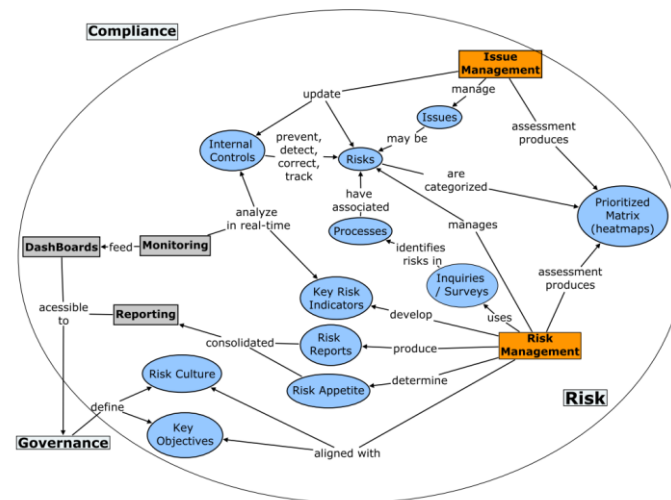 Compliance
Issue
Management
manage
update
Issues
assessment
produces
prevent,
detect,
correct,
track
may be
Internal
Controls
Risks
are
categorized
have
associated
Prioritized
Matrix
(heatmaps)
analyze
in real-time
Processes
manages
DashBoards
feed
Monitoring
identifies
risks in
Inquiries
/ Surveys
assessment
produces
Key Risk
Indicators
acessible
to
Reporting
develop
uses
consolidated
Risk
Reports
produce
Risk
Management
Risk Culture
Risk Appetite
determine
Risk
define
Governance
Key
Objectives
aligned with